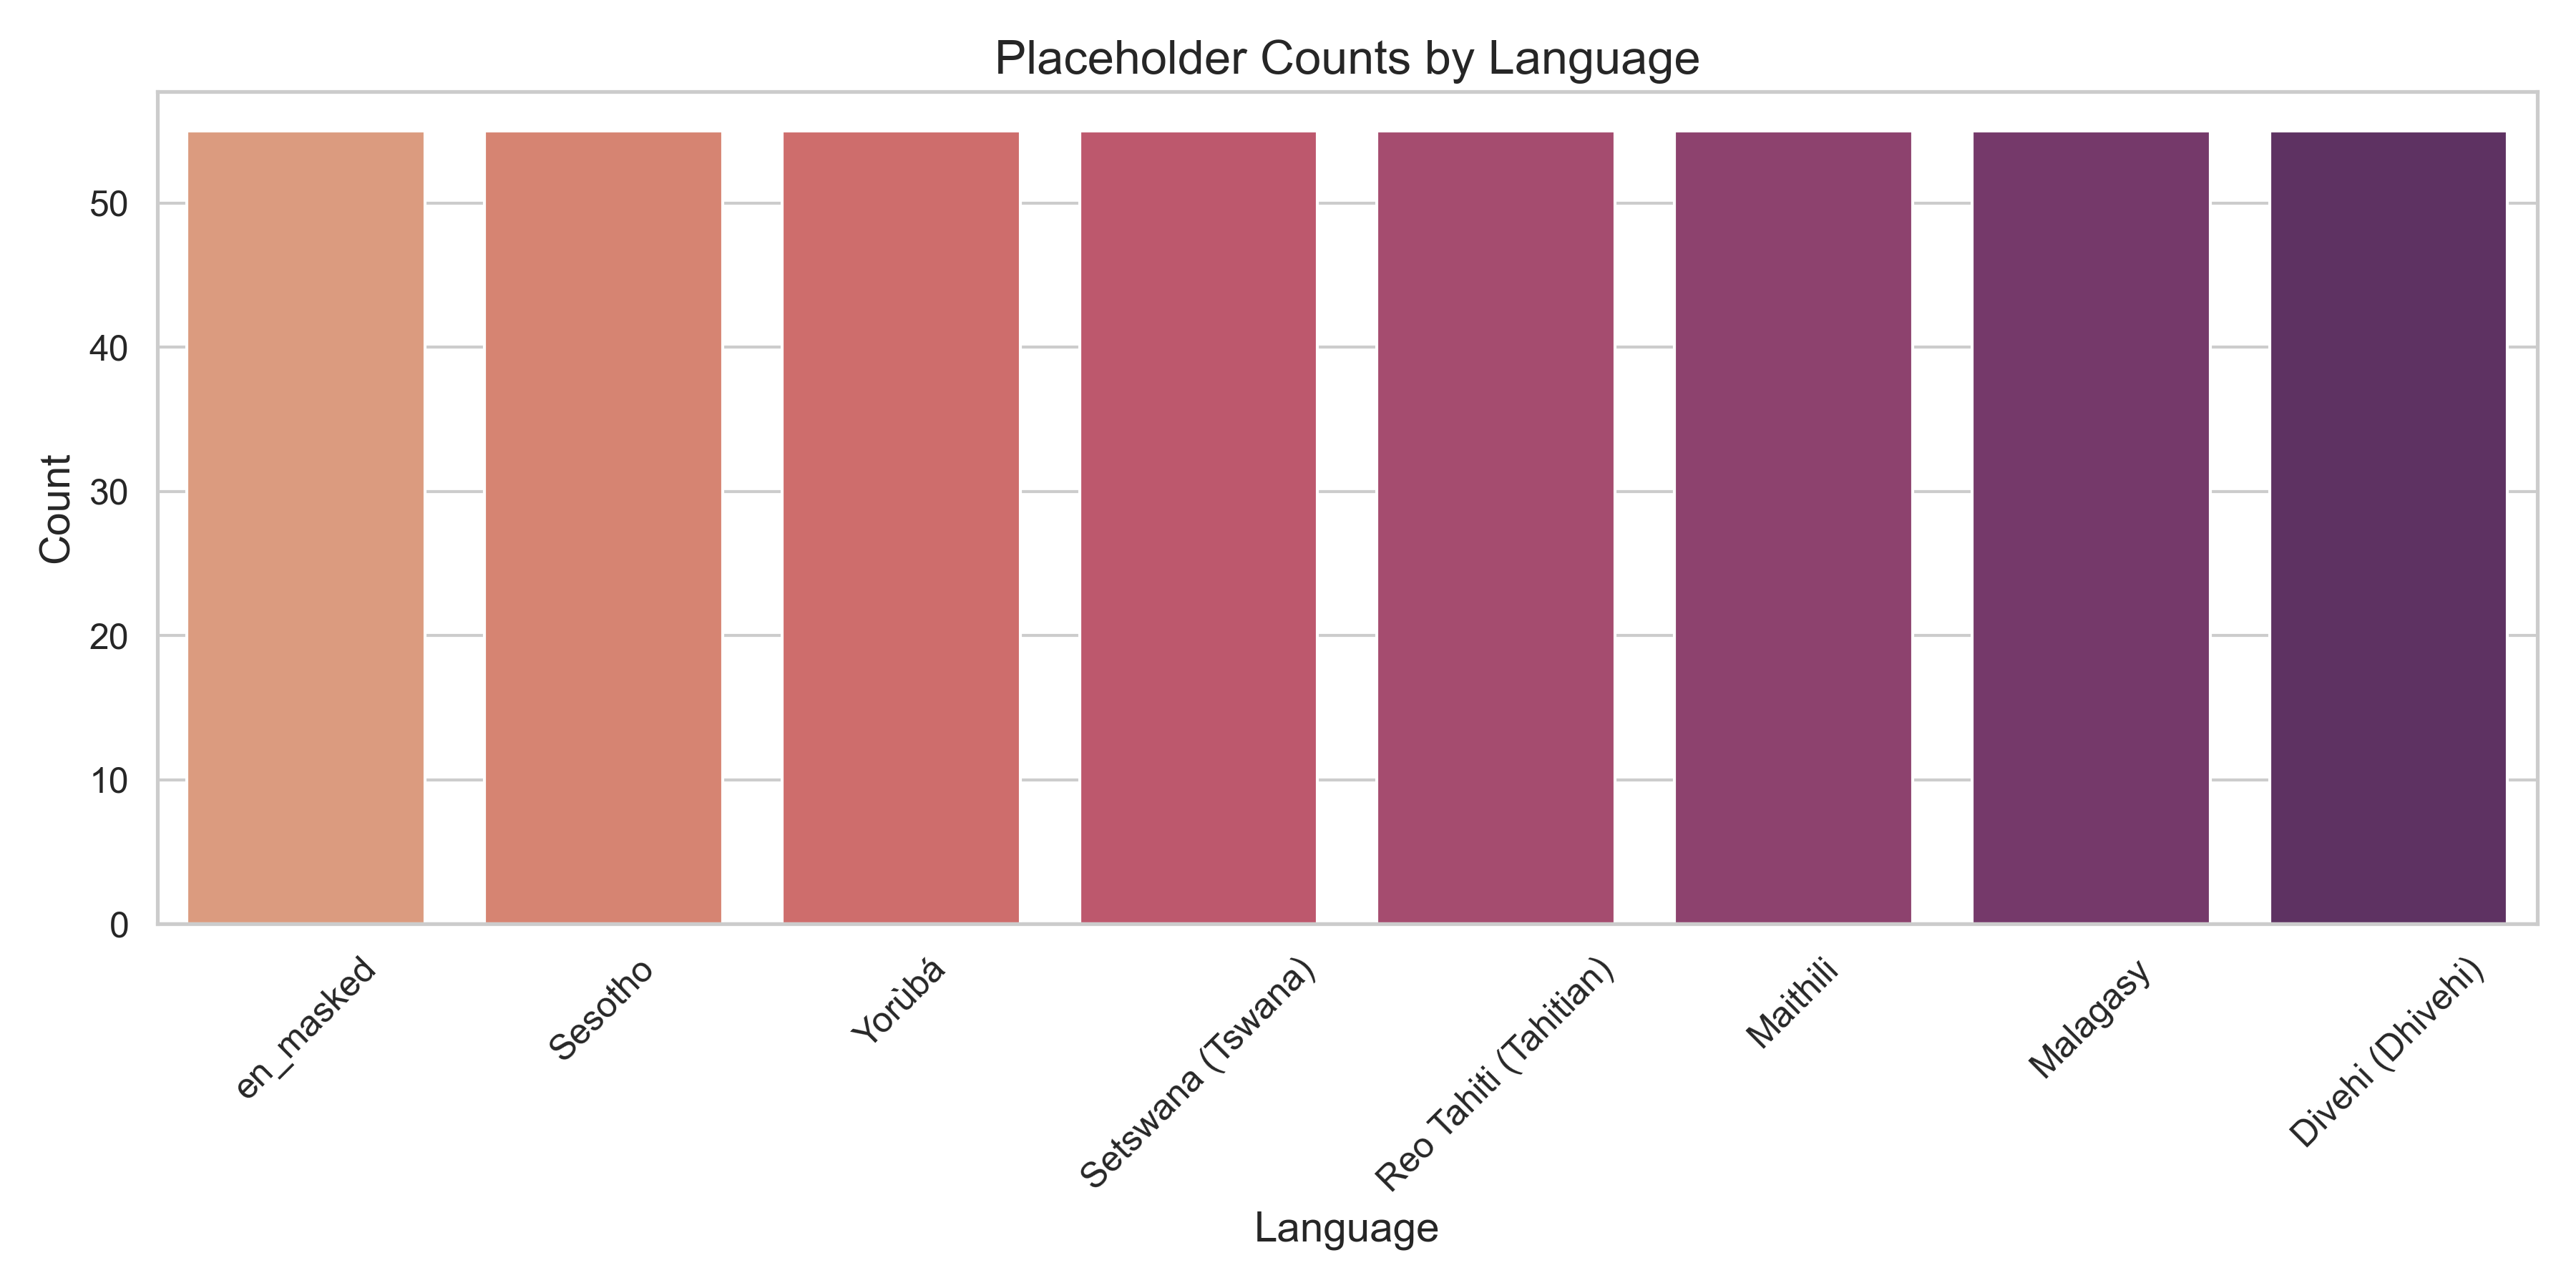 Placeholder Counts by Language
Count
50
40
30
20
10
0
en_masked
Sesotho
Yorùbá
Setswana (Tswana)
Reo Tahiti (Tahitian)
Maithili
Malagasy
Divehi (Dhivehi)
Language